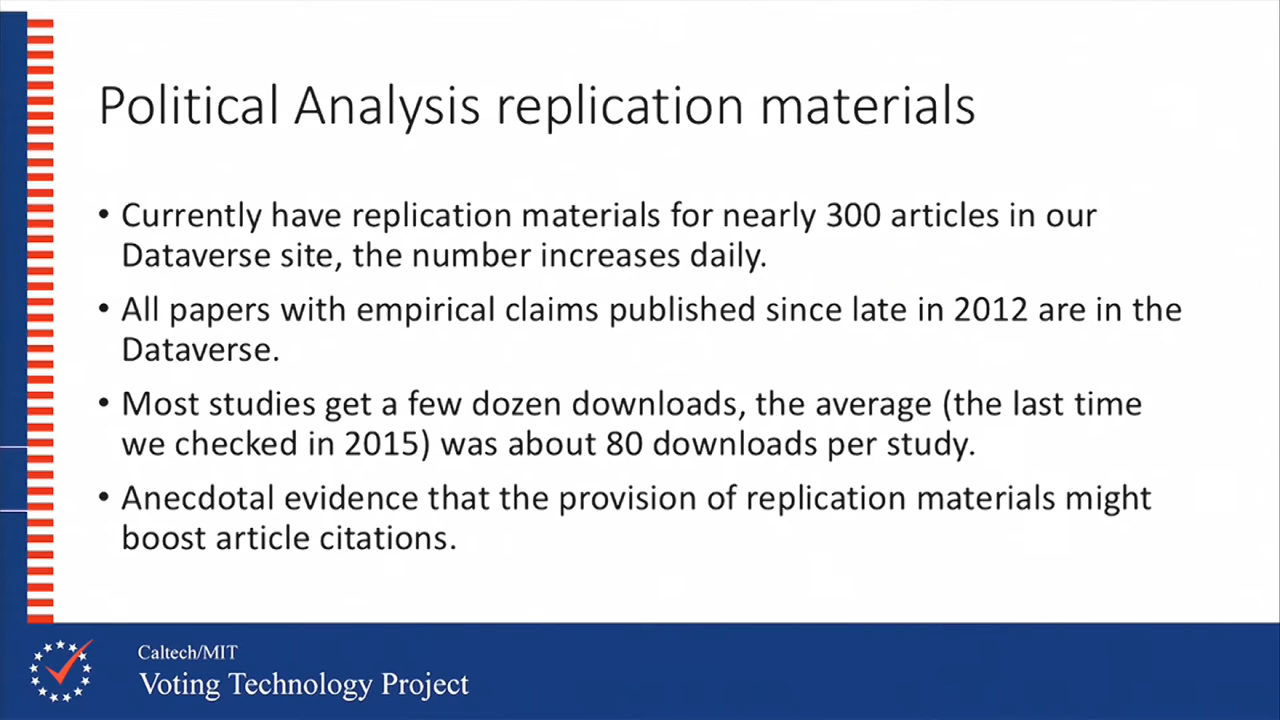 Political Analysis replication materials
• Currently have replication materials for nearly 300 articles in our
Dataverse site, the number increases daily.
• All papers with empirical claims published since late in 2012 are in the
Dataverse.
• Most studies get a few dozen downloads, the average (the last time
we checked in 2015) was about 80 downloads per study.
• Anecdotal evidence that the provision of replication materials might
boost article citations.
Caltech/MIT
Voting Technology Project